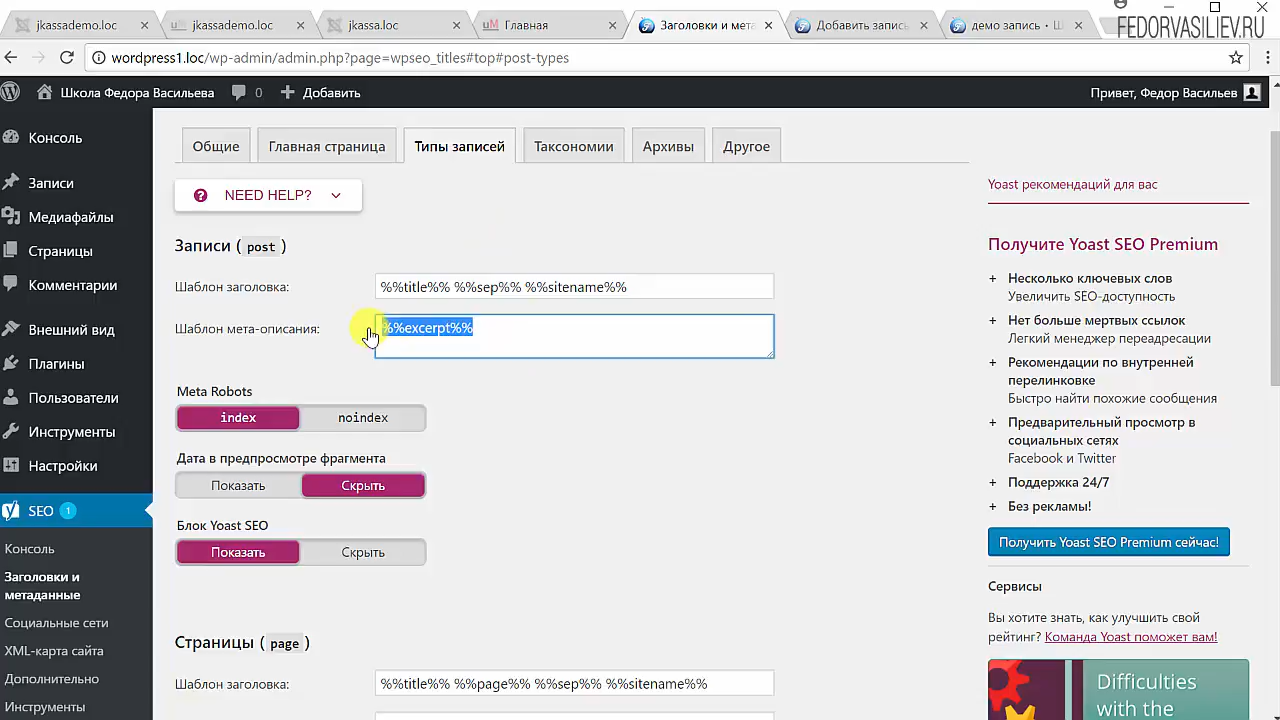 jkassademo.loc
jkassademo.loc
jkassa.loc
Главная
Заголовки и мета
Добавить запись
демо запись • Ш
FEDORVASILIEV.RU
wordpress1.loc/wp-admin/admin.php?page=wpseo_titles#top#post-types
Школа Федора Васильева
0
Добавить
Привет, Федор Васильев
Консоль
Записи
Медиафайлы
Страницы
Комментарии
Внешний вид
Плагины
Пользователи
Инструменты
Настройки
SEO 1
Консоль
Заголовки и
метаданные
Социальные сети
XML-карта сайта
Дополнительно
Инструменты
Общие
Главная страница
Типы записей
Таксономии
Архивы
Другое
NEED HELP?
Записи ( post )
Шаблон заголовка:
%%title%% %%sep%% %%sitename%%
Шаблон мета-описания:
%%excerpt%%
Meta Robots
index
noindex
Дата в предпросмотре фрагмента
Показать
Скрыть
Блок Yoast SEO
Показать
Скрыть
Страницы ( page )
Шаблон заголовка:
%%title%% %%page%% %%sep%% %%sitename%%
Yoast рекомендаций для вас
Получите Yoast SEO Premium
+ Несколько ключевых слов
Увеличить SEO-доступность
+ Нет больше мертвых ссылок
Легкий менеджер переадресации
+ Рекомендации по внутренней
перелинковке
Быстро найти похожие сообщения
+ Предварительный просмотр в
социальных сетях
Facebook и Twitter
+ Поддержка 24/7
+ Без рекламы!
Получить Yoast SEO Premium сейчас!
Сервисы
Вы хотите знать, как улучшить свой
рейтинг? Команда Yoast поможет вам!
Difficulties
with the